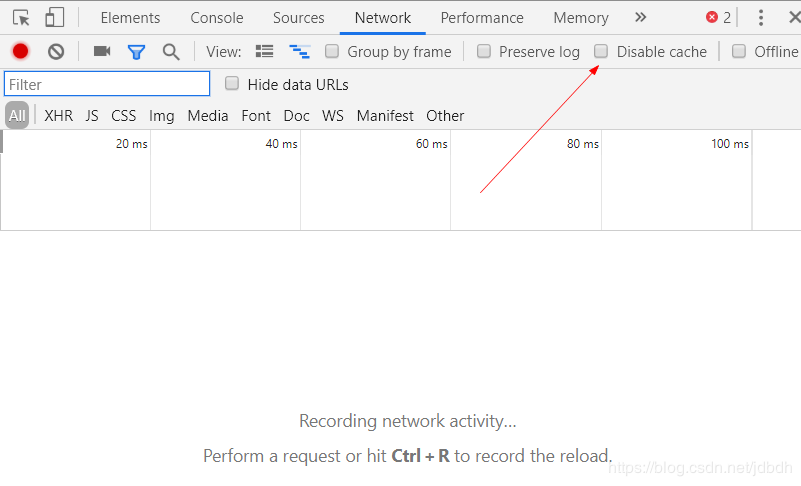 Elements Console Sources Network Performance Memory » 2
View: Group by frame Preserve log Disable cache Offline
Filter Hide data URLs
All XHR JS CSS Img Media Font Doc WS Manifest Other
20 ms 40 ms 60 ms 80 ms 100 ms
Recording network activity...
Perform a request or hit Ctrl + R to record the reload.
https://blog.csdn.net/jdbdh